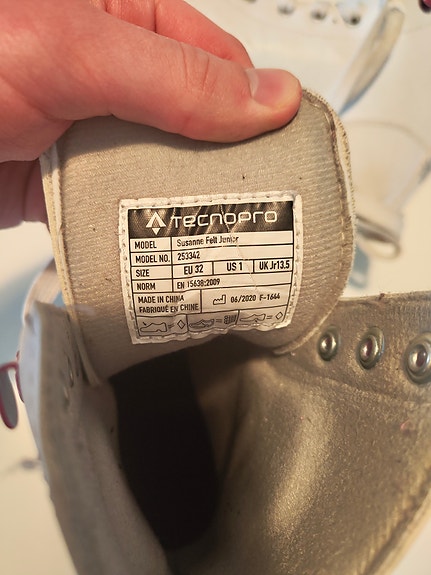 TECNOPRO
MODEL Susanne Felt Junior
MODEL NO. 253342
SIZE EU 32 US 1 UK Jr13.5
NORM EN 15638:2009
MADE IN CHINA
FABRIQUÉ EN CHINE
06/2020 F-1644